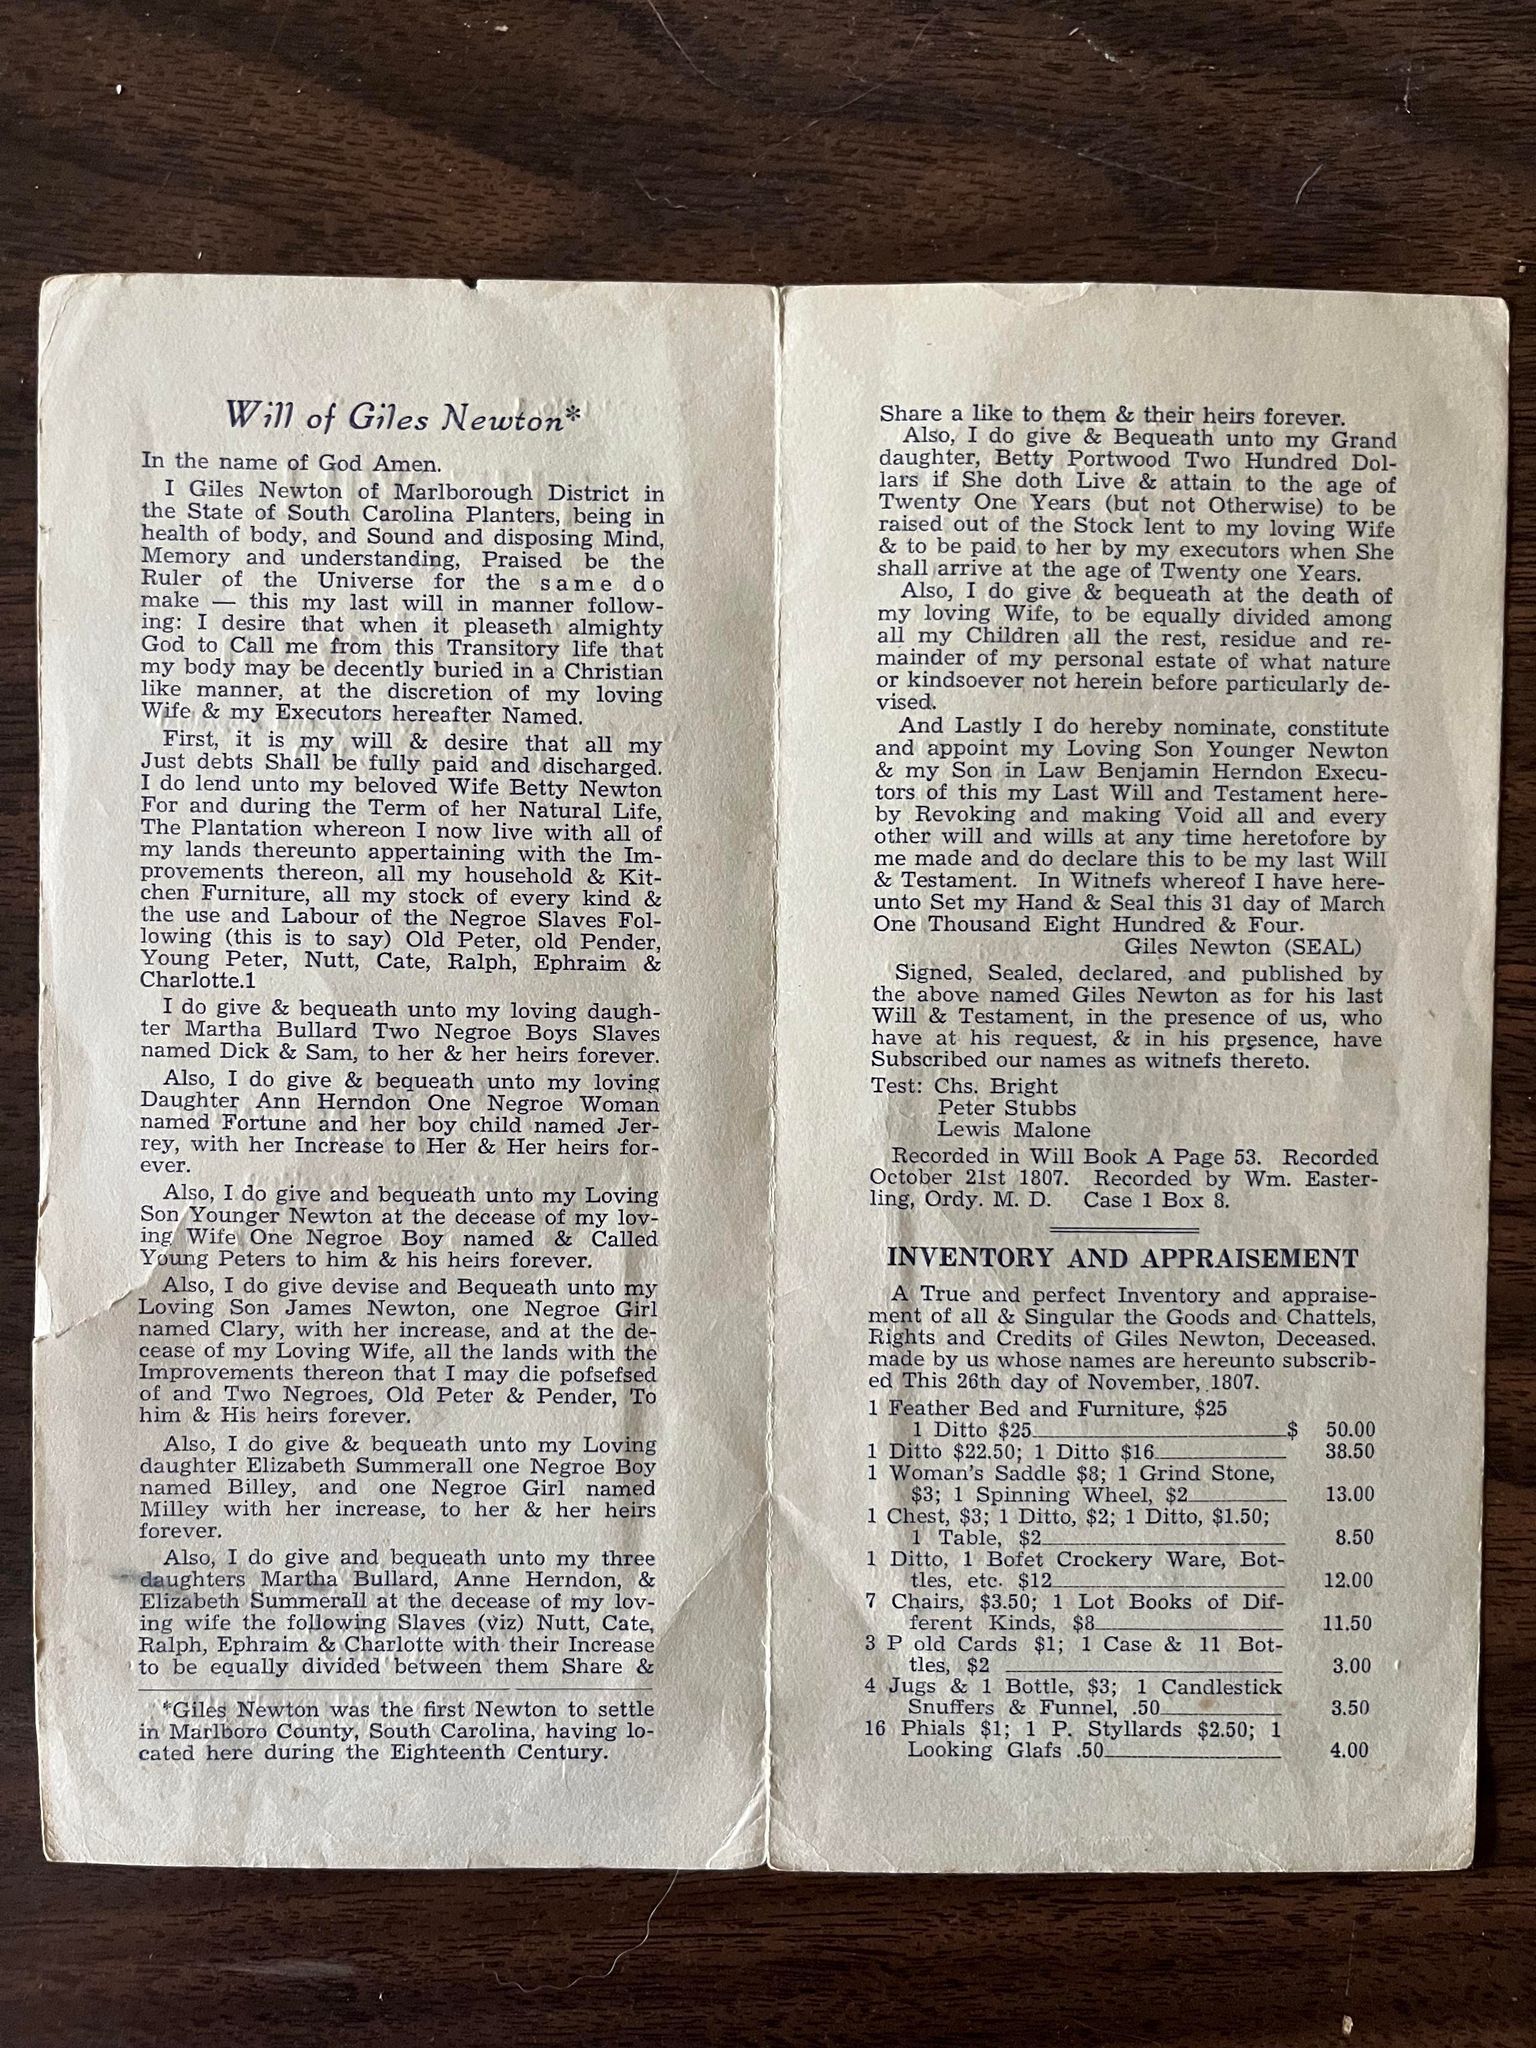 Will of Giles Newton*
In the name of God Amen.
I Giles Newton of Marlborough District in
the State of South Carolina Planters, being in
health of body, and Sound and disposing Mind,
Memory and understanding, Praised be the
Ruler of the Universe for the same do
make — this my last will in manner follow-
ing: I desire that when it pleaseth almighty
God to Call me from this Transitory life that
my body may be decently buried in a Christian
like manner, at the discretion of my loving
Wife & my Executors hereafter Named.
First, it is my will & desire that all my
Just debts Shall be fully paid and discharged.
I do lend unto my beloved Wife Betty Newton
For and during the Term of her Natural Life,
The Plantation whereon I now live with all of
my lands thereunto appertaining with the Im-
provements thereon, all my household & Kit-
chen Furniture, all my stock of every kind &
the use and Labour of the Negroe Slaves Fol-
lowing (this is to say) Old Peter, old Pender,
Young Peter, Nutt, Cate, Ralph, Ephraim &
Charlotte.1
I do give & bequeath unto my loving daugh-
ter Martha Bullard Two Negroe Boys Slaves
named Dick & Sam, to her & her heirs forever.
Also, I do give & bequeath unto my loving
Daughter Ann Herndon One Negroe Woman
named Fortune and her boy child named Jer-
rey, with her Increase to Her & Her heirs for-
ever.
Also, I do give and bequeath unto my Loving
Son Younger Newton at the decease of my lov-
ing Wife One Negroe Boy named & Called
Young Peters to him & his heirs forever.
Also, I do give devise and Bequeath unto my
Loving Son James Newton, one Negroe Girl
named Clary, with her increase, and at the de-
cease of my Loving Wife, all the lands with the
Improvements thereon that I may die pofsefsed
of and Two Negroes, Old Peter & Pender, To
him & His heirs forever.
Also, I do give & bequeath unto my Loving
daughter Elizabeth Summerall one Negroe Boy
named Billey, and one Negroe Girl named
Milley with her increase, to her & her heirs
forever.
Also, I do give and bequeath unto my three
daughters Martha Bullard, Anne Herndon, &
Elizabeth Summerall at the decease of my lov-
ing wife the following Slaves (viz) Nutt, Cate,
Ralph, Ephraim & Charlotte with their Increase
to be equally divided between them Share &
*Giles Newton was the first Newton to settle
in Marlboro County, South Carolina, having lo-
cated here during the Eighteenth Century.
Share a like to them & their heirs forever.
Also, I do give & Bequeath unto my Grand
daughter, Betty Portwood Two Hundred Dol-
lars if She doth Live & attain to the age of
Twenty One Years (but not Otherwise) to be
raised out of the Stock lent to my loving Wife
& to be paid to her by my executors when She
shall arrive at the age of Twenty one Years.
Also, I do give & bequeath at the death of
my loving Wife, to be equally divided among
all my Children all the rest, residue and re-
mainder of my personal estate of what nature
or kindsoever not herein before particularly de-
vised.
And Lastly I do hereby nominate, constitute
and appoint my Loving Son Younger Newton
& my Son in Law Benjamin Herndon Execu-
tors of this my Last Will and Testament here-
by Revoking and making Void all and every
other will and wills at any time heretofore by
me made and do declare this to be my last Will
& Testament. In Witnefs whereof I have here-
unto Set my Hand & Seal this 31 day of March
One Thousand Eight Hundred & Four.
Giles Newton (SEAL)
Signed, Sealed, declared, and published by
the above named Giles Newton as for his last
Will & Testament, in the presence of us, who
have at his request, & in his presence, have
Subscribed our names as witnefs thereto.
Test: Chs. Bright
Peter Stubbs
Lewis Malone
Recorded in Will Book A Page 53. Recorded
October 21st 1807. Recorded by Wm. Easter-
ling, Ordy. M. D. Case 1 Box 8.
INVENTORY AND APPRAISEMENT
A True and perfect Inventory and appraise-
ment of all & Singular the Goods and Chattels,
Rights and Credits of Giles Newton, Deceased.
made by us whose names are hereunto subscrib-
ed This 26th day of November, 1807.
1 Feather Bed and Furniture, $25
1 Ditto $25 $ 50.00
1 Ditto $22.50; 1 Ditto $16 38.50
1 Woman's Saddle $8; 1 Grind Stone,
$3; 1 Spinning Wheel, $2 13.00
1 Chest, $3; 1 Ditto, $2; 1 Ditto, $1.50;
1 Table, $2 8.50
1 Ditto, 1 Bofet Crockery Ware, Bot-
tles, etc. $12 12.00
7 Chairs, $3.50; 1 Lot Books of Dif-
ferent Kinds, $8 11.50
3 P old Cards $1; 1 Case & 11 Bot-
tles, $2 3.00
4 Jugs & 1 Bottle, $3; 1 Candlestick
Snuffers & Funnel, .50 3.50
16 Phials $1; 1 P. Styllards $2.50; 1
Looking Glafs .50 4.00